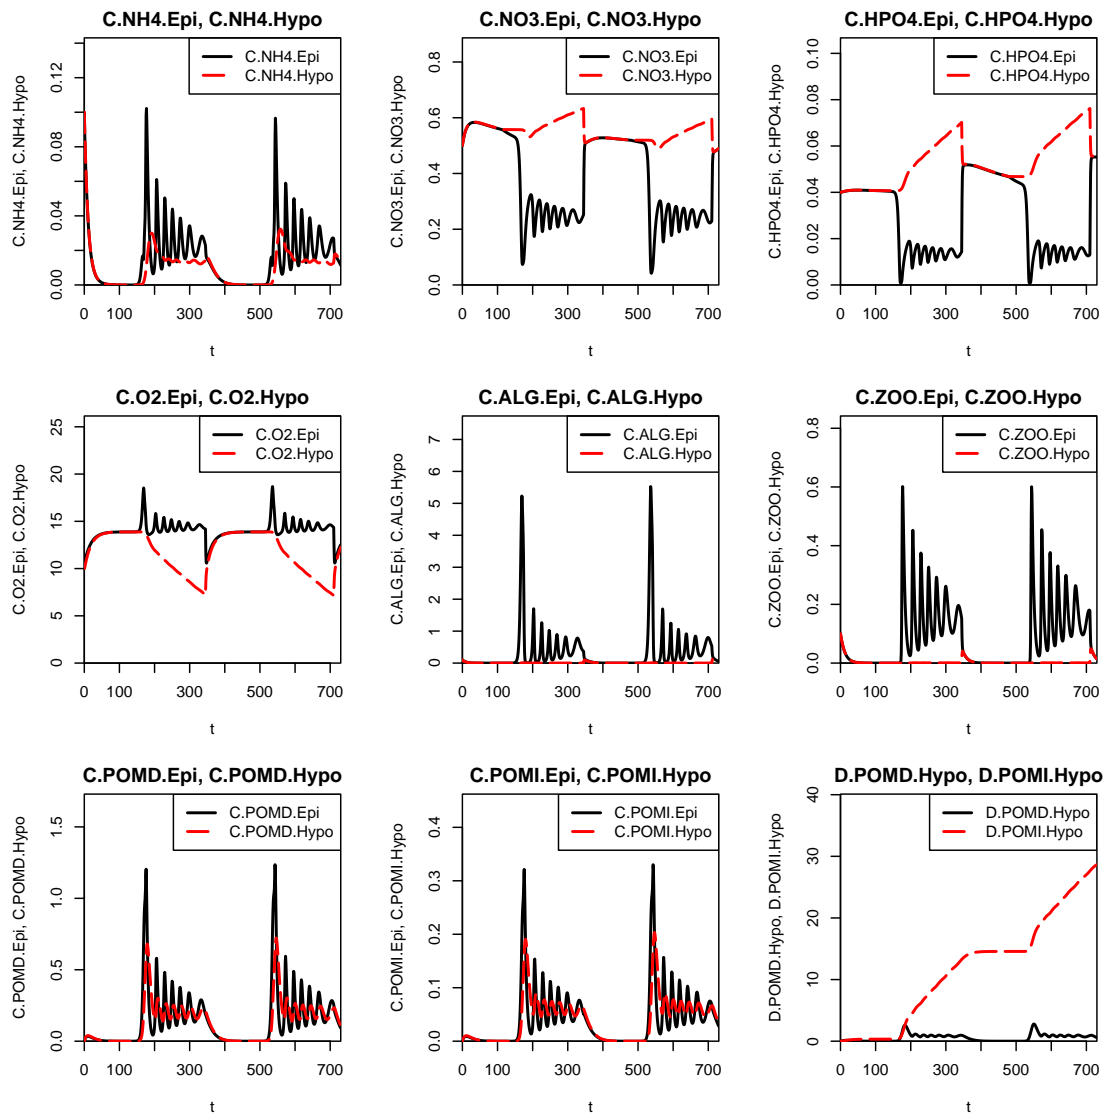 C.NH4.Epi, C.NH4.Hypo
C.NH4.Epi, C.NH4.Hypo
0.00 0.04 0.08 0.12
C.NH4.Epi
C.NH4.Hypo
0 100 300 500 700
t
C.NO3.Epi, C.NO3.Hypo
C.NO3.Epi, C.NO3.Hypo
0.0 0.2 0.4 0.6 0.8
C.NO3.Epi
C.NO3.Hypo
0 100 300 500 700
t
C.HPO4.Epi, C.HPO4.Hypo
C.HPO4.Epi, C.HPO4.Hypo
0.00 0.02 0.04 0.06 0.08 0.10
C.HPO4.Epi
C.HPO4.Hypo
0 100 300 500 700
t
C.O2.Epi, C.O2.Hypo
C.O2.Epi, C.O2.Hypo
0 5 10 15 20 25
C.O2.Epi
C.O2.Hypo
0 100 300 500 700
t
C.ALG.Epi, C.ALG.Hypo
C.ALG.Epi, C.ALG.Hypo
0 1 2 3 4 5 6 7
C.ALG.Epi
C.ALG.Hypo
0 100 300 500 700
t
C.ZOO.Epi, C.ZOO.Hypo
C.ZOO.Epi, C.ZOO.Hypo
0.0 0.2 0.4 0.6 0.8
C.ZOO.Epi
C.ZOO.Hypo
0 100 300 500 700
t
C.POMD.Epi, C.POMD.Hypo
C.POMD.Epi, C.POMD.Hypo
0.0 0.5 1.0 1.5
C.POMD.Epi
C.POMD.Hypo
0 100 300 500 700
t
C.POMI.Epi, C.POMI.Hypo
C.POMI.Epi, C.POMI.Hypo
0.0 0.1 0.2 0.3 0.4
C.POMI.Epi
C.POMI.Hypo
0 100 300 500 700
t
D.POMD.Hypo, D.POMI.Hypo
D.POMD.Hypo, D.POMI.Hypo
0 10 20 30 40
D.POMD.Hypo
D.POMI.Hypo
0 100 300 500 700
t